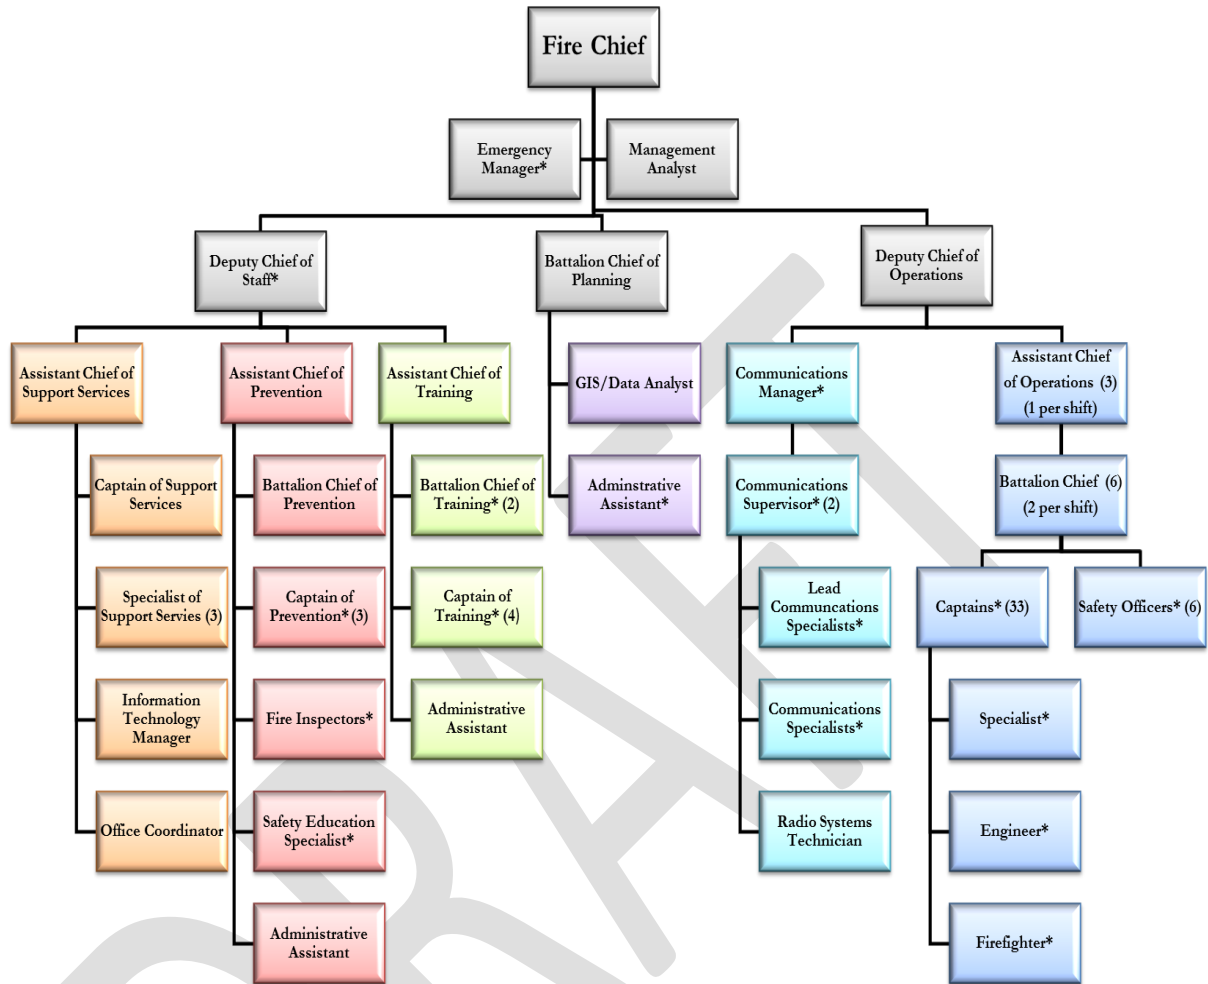 Fire Chief
Emergency
Manager*
Management
Analyst
Deputy Chief of
Staff*
Battalion Chief of
Planning
Deputy Chief of
Operations
Assistant Chief of
Support Services
Assistant Chief of
Prevention
Assistant Chief of
Training
GIS/Data Analyst
Communications
Manager*
Assistant Chief
of Operations (3)
(1 per shift)
Captain of Support
Services
Battalion Chief of
Prevention
Battalion Chief of
Training* (2)
Adminstrative
Assistant*
Communications
Supervisor* (2)
Battalion Chief (6)
(2 per shift)
Specialist of
Support Servies (3)
Captain of
Prevention* (3)
Captain of
Training* (4)
Lead
Communcations
Specialists*
Captains* (33)
Safety Officers* (6)
Information
Technology
Manager
Fire Inspectors*
Administrative
Assistant
Communications
Specialists*
Specialist*
Office Coordinator
Safety Education
Specialist*
Radio Systems
Technician
Engineer*
Administrative
Assistant
Firefighter*
DRAFT